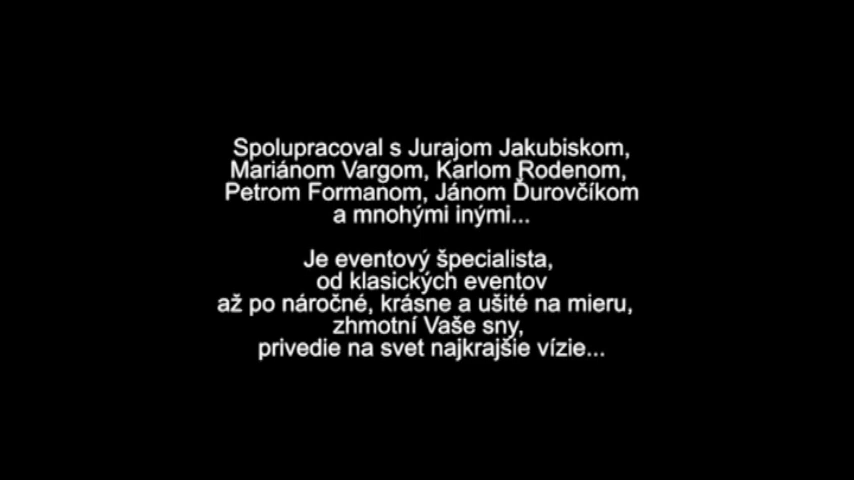 Spolupracoval s Jurajom Jakubiskom,
Mariánom Vargom, Karlom Rodenom,
Petrom Formanom, Jánom Ďurovčíkom
a mnohými inými...
Je eventový špecialista,
od klasických eventov
až po náročné, krásne a ušité na mieru,
zhmotní Vaše sny,
privedie na svet najkrajšie vízie...